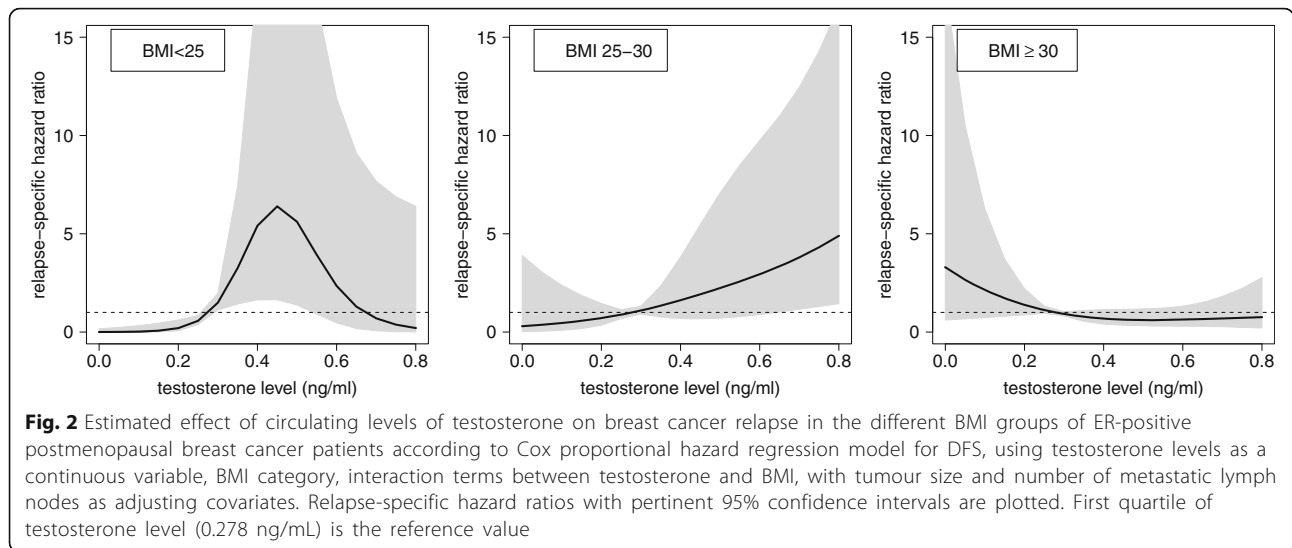 BMI<25
relapse−specific hazard ratio
15
10
5
0
0.0 0.2 0.4 0.6 0.8
testosterone level (ng/ml)
BMI 25−30
relapse−specific hazard ratio
15
10
5
0
0.0 0.2 0.4 0.6 0.8
testosterone level (ng/ml)
BMI ≥ 30
relapse−specific hazard ratio
15
10
5
0
0.0 0.2 0.4 0.6 0.8
testosterone level (ng/ml)
Fig. 2 Estimated effect of circulating levels of testosterone on breast cancer relapse in the different BMI groups of ER-positive
postmenopausal breast cancer patients according to Cox proportional hazard regression model for DFS, using testosterone levels as a
continuous variable, BMI category, interaction terms between testosterone and BMI, with tumour size and number of metastatic lymph
nodes as adjusting covariates. Relapse-specific hazard ratios with pertinent 95% confidence intervals are plotted. First quartile of
testosterone level (0.278 ng/mL) is the reference value